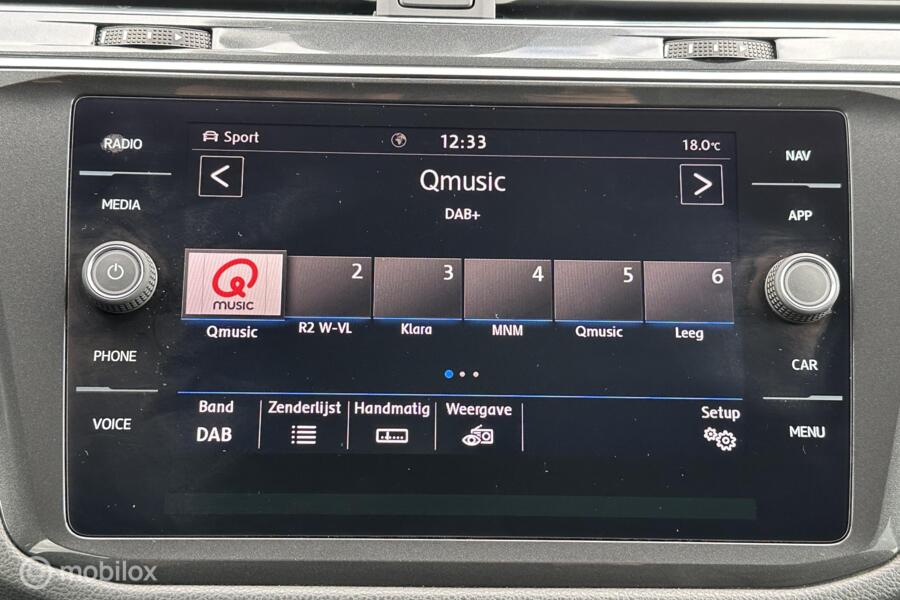 RADIO
MEDIA
PHONE
VOICE
Sport
12:33
18.0°C
<
Qmusic
>
DAB+
MUSIC
2
3
4
5
6
Qmusic
R2 W-VL
Klara
MNM
Qmusic
Leeg
Band
Zenderlijst
Handmatig
Weergave
Setup
DAB
NAV
APP
CAR
MENU
mobilox